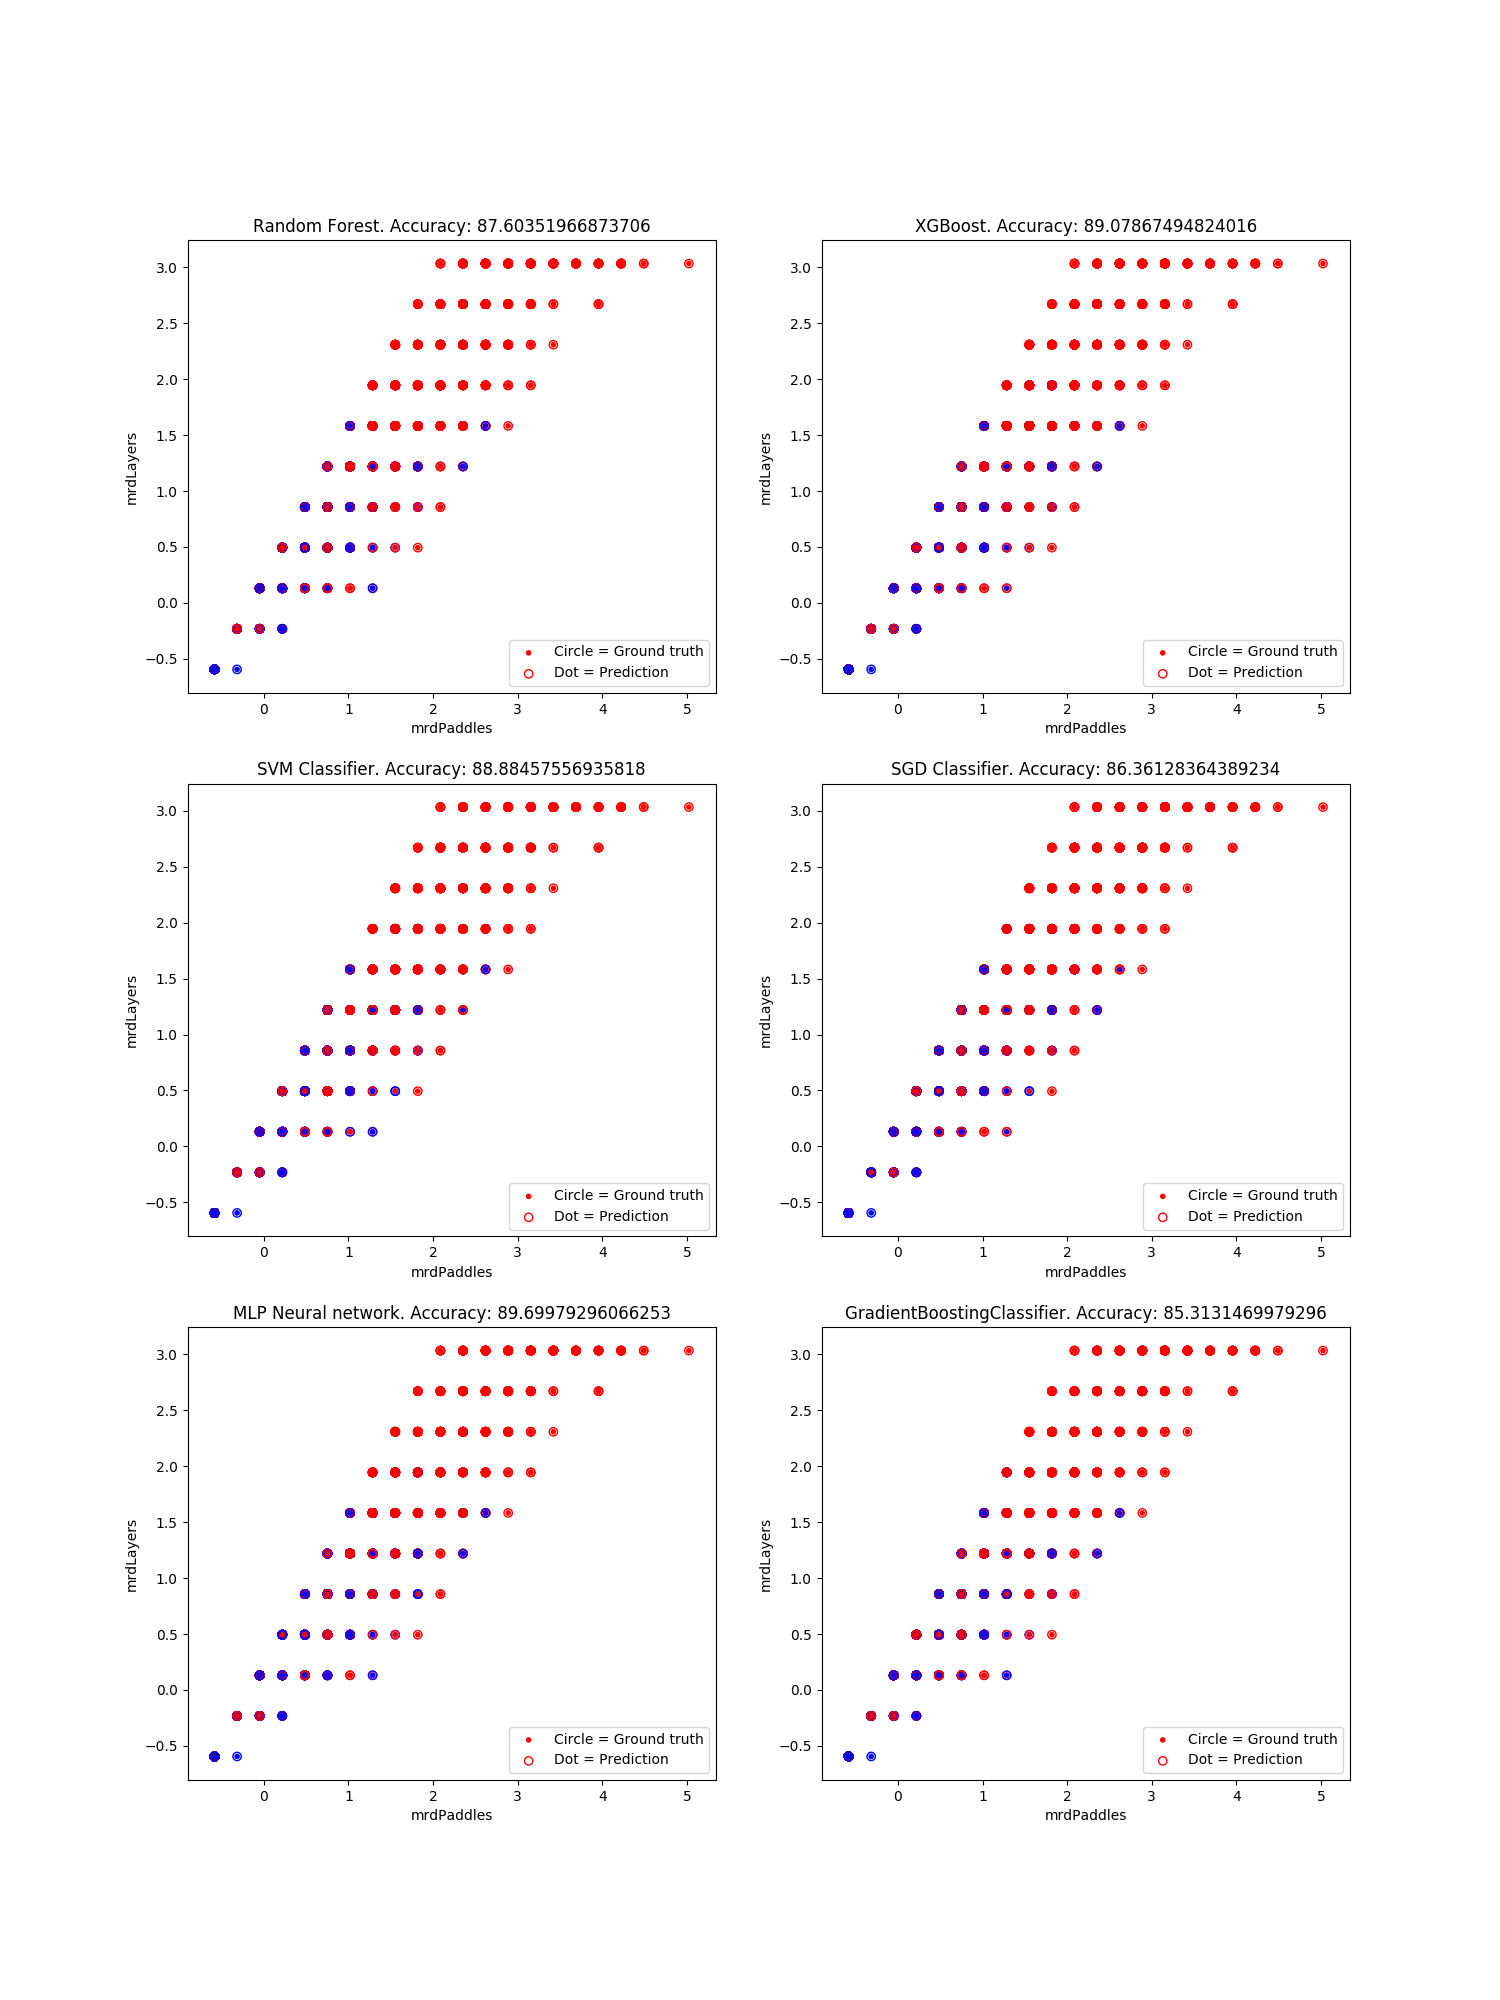 Random Forest. Accuracy: 87.60351966873706
3.0
2.5
2.0
1.5
1.0
0.5
0.0
−0.5
mrdLayers
Circle = Ground truth
Dot = Prediction
0 1 2 3 4 5
mrdPaddles
XGBoost. Accuracy: 89.07867494824016
3.0
2.5
2.0
1.5
1.0
0.5
0.0
−0.5
mrdLayers
Circle = Ground truth
Dot = Prediction
0 1 2 3 4 5
mrdPaddles
SVM Classifier. Accuracy: 88.88457556935818
3.0
2.5
2.0
1.5
1.0
0.5
0.0
−0.5
mrdLayers
Circle = Ground truth
Dot = Prediction
0 1 2 3 4 5
mrdPaddles
SGD Classifier. Accuracy: 86.36128364389234
3.0
2.5
2.0
1.5
1.0
0.5
0.0
−0.5
mrdLayers
Circle = Ground truth
Dot = Prediction
0 1 2 3 4 5
mrdPaddles
MLP Neural network. Accuracy: 89.69979296066253
3.0
2.5
2.0
1.5
1.0
0.5
0.0
−0.5
mrdLayers
Circle = Ground truth
Dot = Prediction
0 1 2 3 4 5
mrdPaddles
GradientBoostingClassifier. Accuracy: 85.3131469979296
3.0
2.5
2.0
1.5
1.0
0.5
0.0
−0.5
mrdLayers
Circle = Ground truth
Dot = Prediction
0 1 2 3 4 5
mrdPaddles